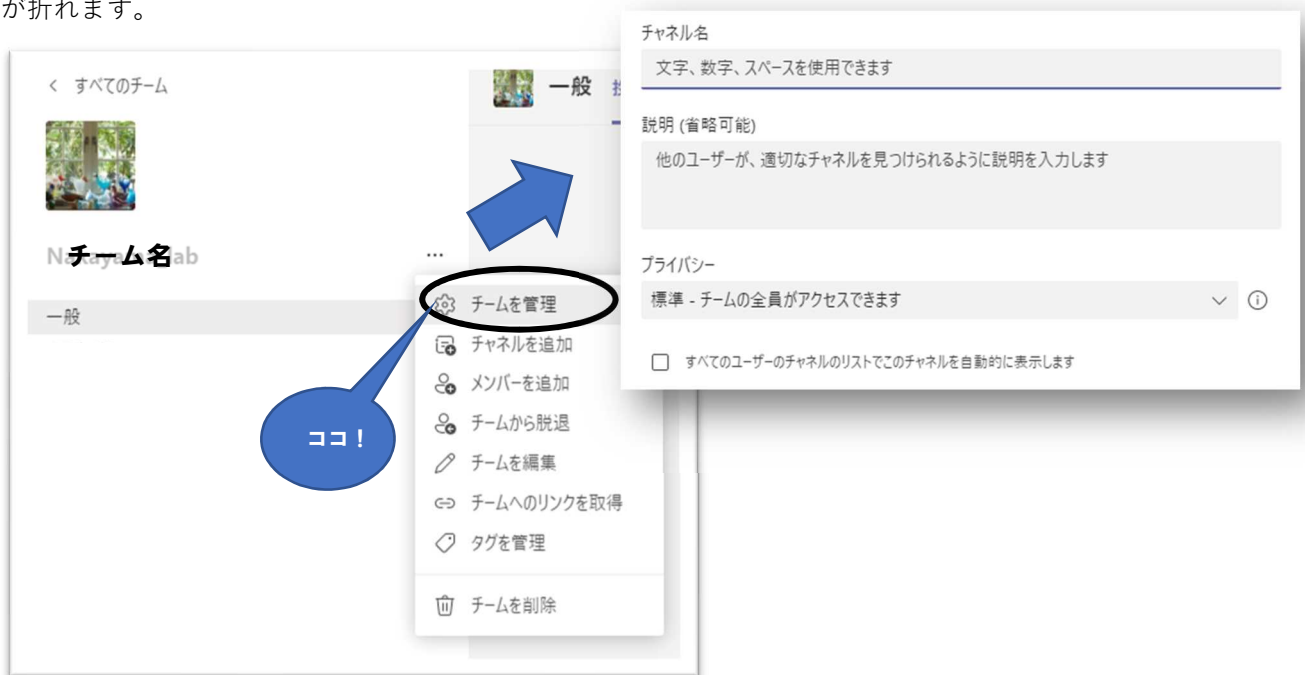 が折れます。
すべてのチーム
チーム名
一般
一般
チームを管理
チャネルを追加
メンバーを追加
チームから脱退
チームを編集
チームへのリンクを取得
タグを管理
チームを削除
ココ！
チャネル名
文字、数字、スペースを使用できます
説明 (省略可能)
他のユーザーが、適切なチャネルを見つけられるように説明を入力します
プライバシー
標準 - チームの全員がアクセスできます
すべてのユーザーのチャネルのリストでこのチャネルを自動的に表示します